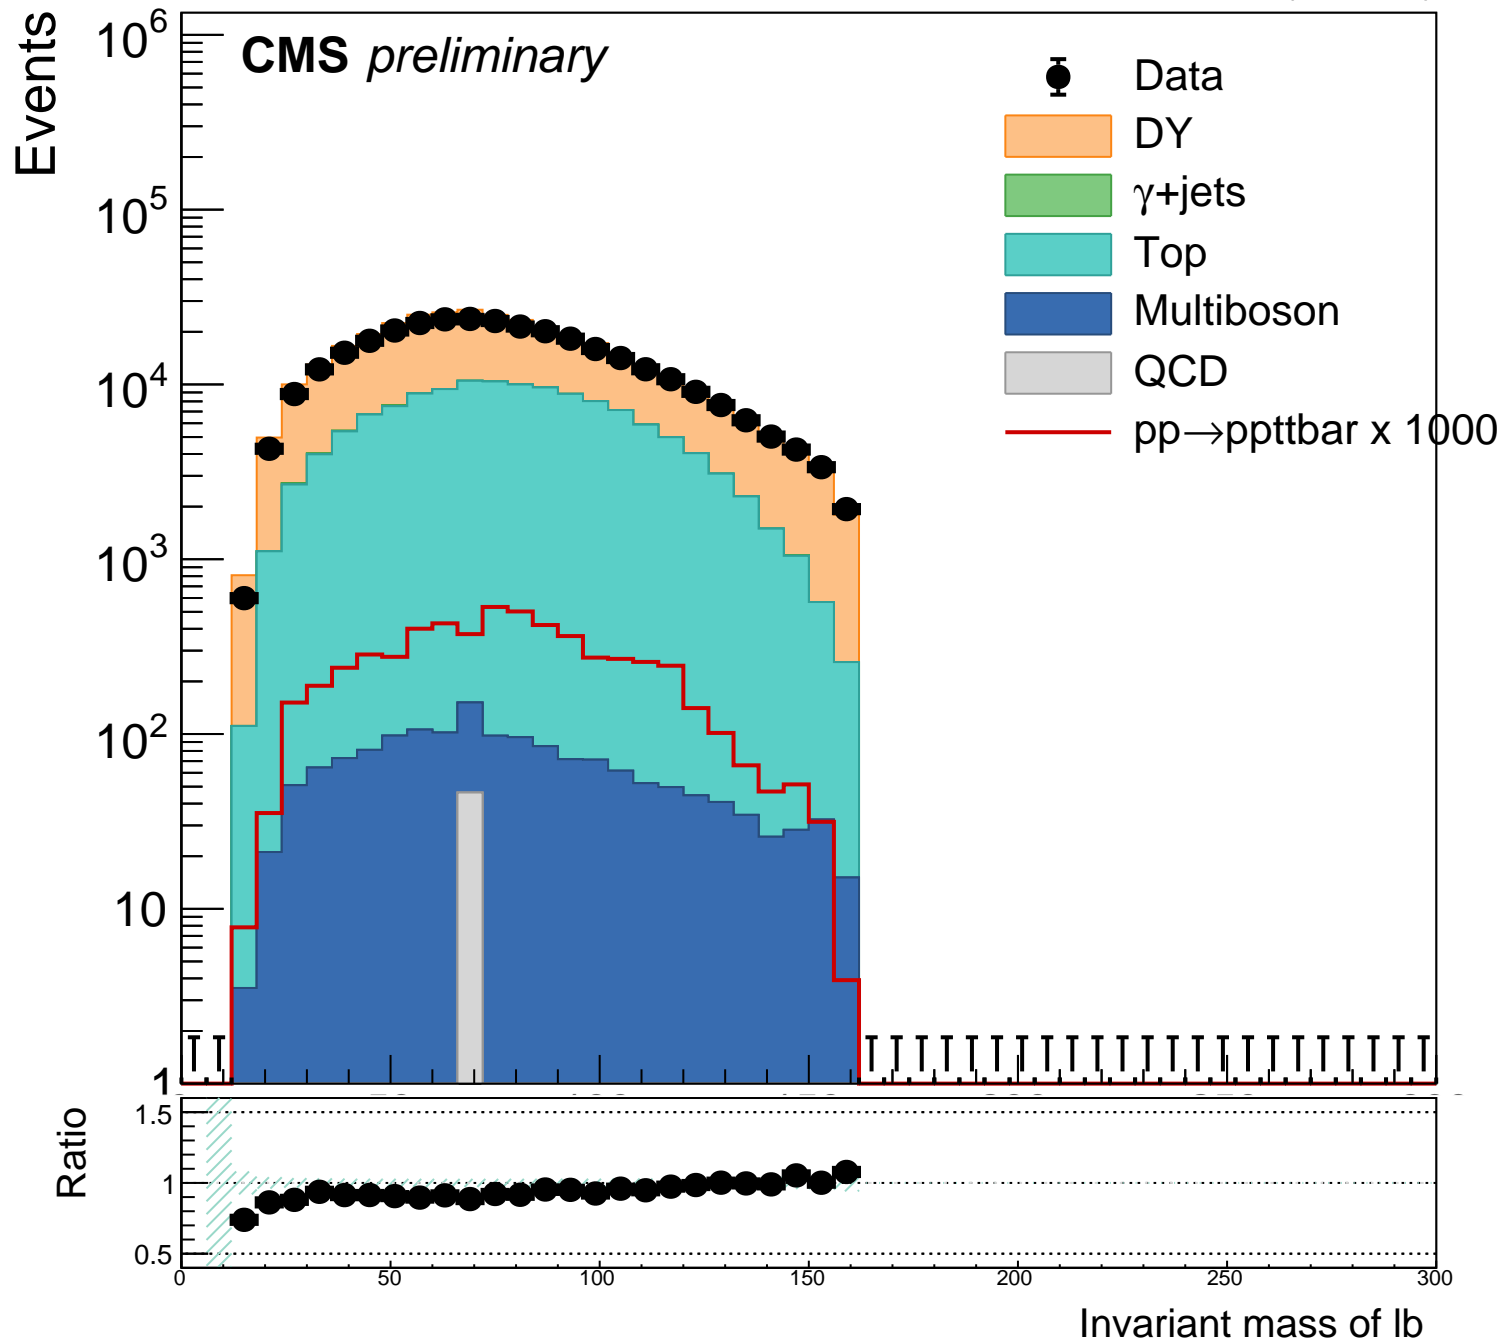 Events
CMS preliminary
10^6
10^5
10^4
10^3
10^2
10
1
Data
DY
γ+jets
Top
Multiboson
QCD
pp→ppttbar x 1000
Ratio
1.5
1
0.5
0 50 100 150 200 250 300
Invariant mass of lb